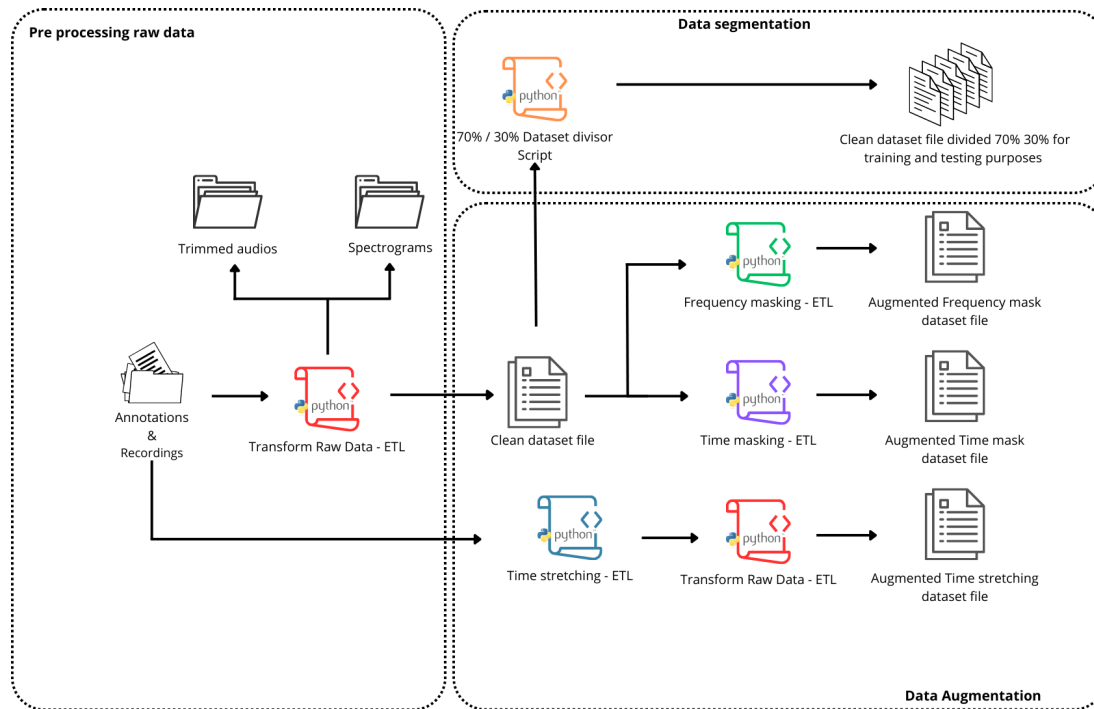 Pre processing raw data
Trimmed audios
Spectrograms
Annotations
&
Recordings
python
Transform Raw Data - ETL
Data segmentation
python
70% / 30% Dataset divisor
Script
Clean dataset file divided 70% 30% for
training and testing purposes
Clean dataset file
python
Frequency masking - ETL
Augmented Frequency mask
dataset file
python
Time masking - ETL
Augmented Time mask
dataset file
python
Time stretching - ETL
python
Transform Raw Data - ETL
Augmented Time stretching
dataset file
Data Augmentation